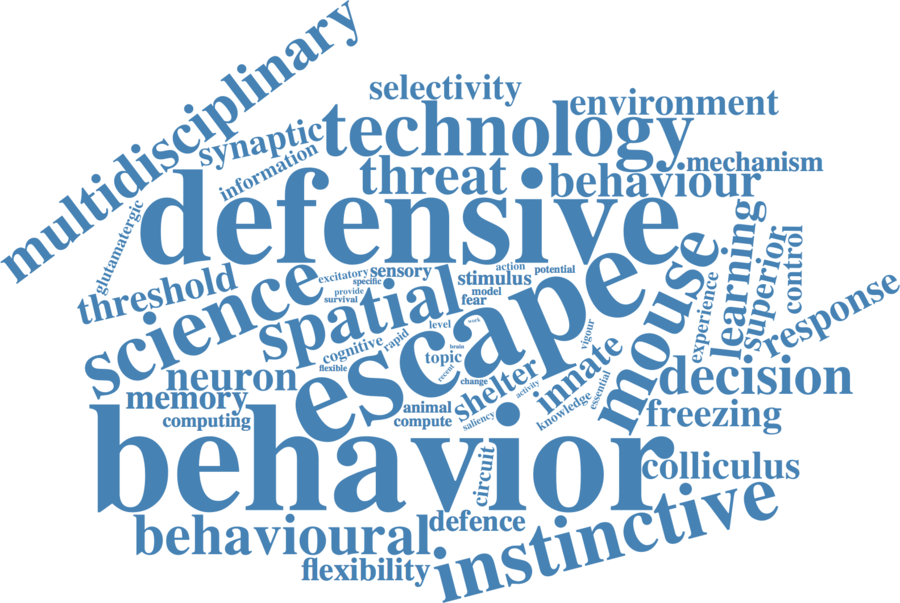 multidisciplinary
selectivity
environment
synaptic
technology
information
threat
mechanism
behaviour
defensive
glutamatergic
threshold
science
excitatory
sensory
specific
action
potential
stimulus
provide
survival
model
fear
spatial
escape
mouse
learning
superior
control
experience
response
level
work
rapid
cognitive
flexible
brain
topic
recent
change
vigour
shelter
activity
innate
essential
knowledge
saliency
neuron
memory
computing
animal
compute
decision
freezing
behavior
circuit
colliculus
behavioural
defence
instinctive
flexibility